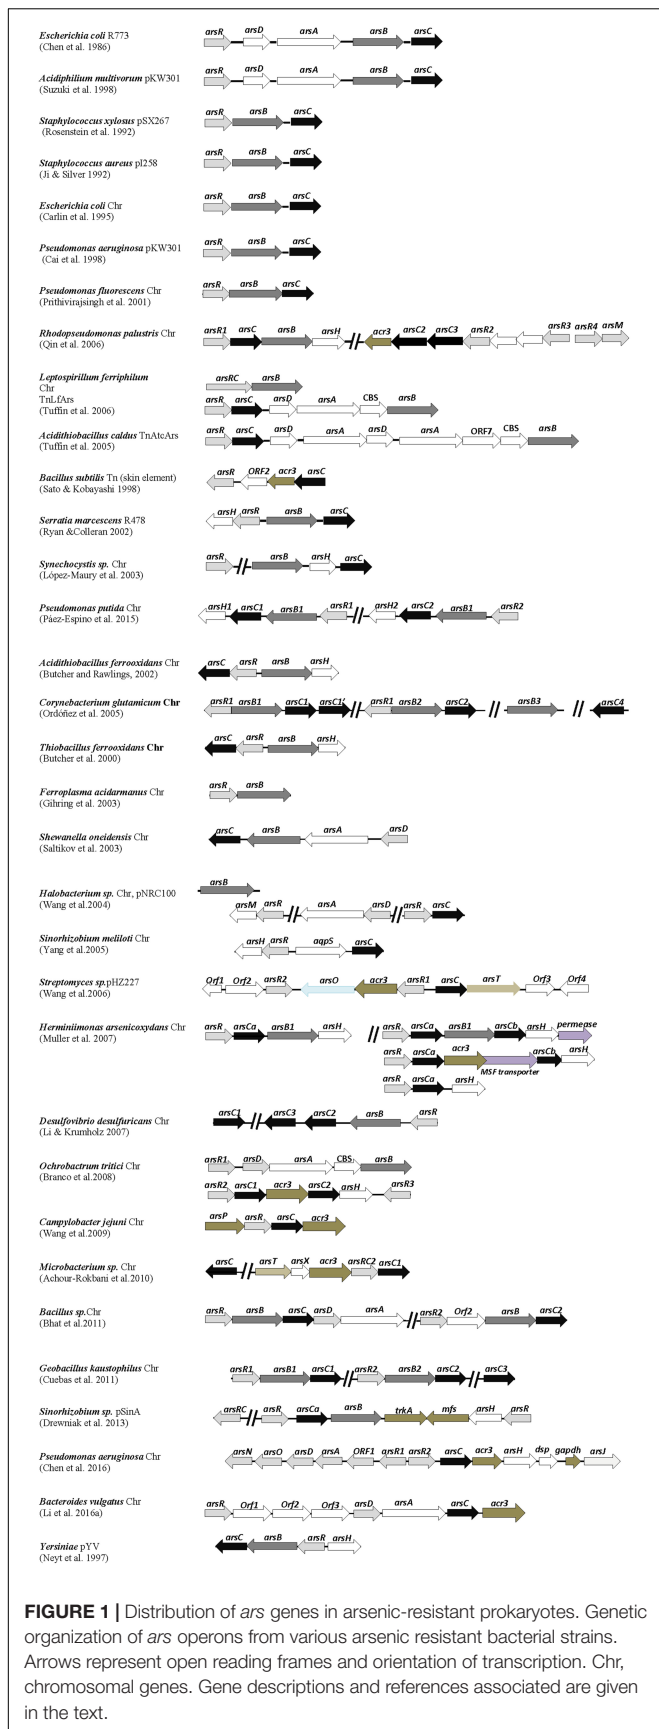 arsR arsD arsA arsB arsC
Escherichia coli R773
(Chen et al. 1986)
arsR arsD arsA arsB arsC
Acidiphilium multivorum pKW301
(Suzuki et al. 1998)
arsR arsB arsC
Staphylococcus xylosus pSX267
(Rosenstein et al. 1992)
arsR arsB arsC
Staphylococcus aureus pI258
(Ji & Silver 1992)
arsR arsB arsC
Escherichia coli Chr
(Carlin et al. 1995)
arsR arsB arsC
Pseudomonas aeruginosa pKW301
(Cai et al. 1998)
arsR arsB arsC
Pseudomonas fluorescens Chr
(Prithivirajsingh et al. 2001)
arsR1 arsC arsB arsH acr3 arsC2 arsC3 arsR2 arsR3 arsR4 arsM
Rhodopseudomonas palustris Chr
(Qin et al. 2006)
Leptospirillum ferriphilum
arsRC arsB
Chr
TnLfArs
arsR arsC arsD arsA CBS arsB
(Tuffin et al. 2006)
arsR arsC arsD arsA arsD arsA ORF7 CBS arsB
Acidithiobacillus caldus TnAtcArs
(Tuffin et al. 2005)
arsR ORF2 acr3 arsC
Bacillus subtilis Tn (skin element)
(Sato & Kobayashi 1998)
arsH arsR arsB arsC
Serratia marcescens R478
(Ryan &Colleran 2002)
arsR arsB arsH arsC
Synechocystis sp. Chr
(López-Maury et al. 2003)
arsH1 arsC1 arsB1 arsR1 arsH2 arsC2 arsB1 arsR2
Pseudomonas putida Chr
(Páez-Espino et al. 2015)
arsC arsR arsB arsH
Acidithiobacillus ferrooxidans Chr
(Butcher and Rawlings, 2002)
arsR1 arsB1 arsC1 arsC1' arsR1 arsB2 arsC2 arsB3 arsC4
Corynebacterium glutamicum Chr
(Ordóñez et al. 2005)
arsC arsR arsB arsH
Thiobacillus ferrooxidans Chr
(Butcher et al. 2000)
arsR arsB
Ferroplasma acidarmanus Chr
(Gihring et al. 2003)
arsC arsB arsA arsD
Shewanella oneidensis Chr
(Saltikov et al. 2003)
arsB
Halobacterium sp. Chr, pNRC100
(Wang et al.2004)
arsM arsR arsA arsD arsR arsC
Sinorhizobium meliloti Chr
(Yang et al.2005)
arsH arsR aqpS arsC
Orf1 Orf2 arsR2 arsO acr3 arsR1 arsC arsT Orf3 Orf4
Streptomyces sp.pHZ227
(Wang et al.2006)
Herminiimonas arsenicoxydans Chr
(Muller et al. 2007)
arsR arsCa arsB1 arsH arsR arsCa arsB1 arsCb arsH permease
arsR arsCa acr3 arsCb arsH
MSF transporter
arsR arsCa arsH
arsC1 arsC3 arsC2 arsB arsR
Desulfovibrio desulfuricans Chr
(Li & Krumholz 2007)
arsR1 arsD arsA CBS arsB
Ochrobactrum tritici Chr
(Branco et al.2008)
arsR2 arsC1 acr3 arsC2 arsH arsR3
arsP arsR arsC acr3
Campylobacter jejuni Chr
(Wang et al.2009)
arsC arsT arsX acr3 arsRC2 arsC1
Microbacterium sp. Chr
(Achour-Rokbani et al.2010)
arsR arsB arsC arsD arsA arsR2 Orf2 arsB arsC2
Bacillus sp.Chr
(Bhat et al.2011)
arsR1 arsB1 arsC1 arsR2 arsB2 arsC2 arsC3
Geobacillus kaustophilus Chr
(Cuebas et al. 2011)
arsRC arsR arsCa arsB trkA mfs arsH arsR
Sinorhizobium sp. pSinA
(Drewniak et al. 2013)
arsN arsO arsD arsA ORF1 arsR1 arsR2 arsC acr3 arsH dsp gapdh arsJ
Pseudomonas aeruginosa Chr
(Chen et al. 2016)
arsR Orf1 Orf2 Orf3 arsD arsA arsC acr3
Bacteroides vulgatus Chr
(Li et al. 2016a)
arsC arsB arsR arsH
Yersiniae pYV
(Neyt et al. 1997)
FIGURE 1 | Distribution of ars genes in arsenic-resistant prokaryotes. Genetic
organization of ars operons from various arsenic resistant bacterial strains.
Arrows represent open reading frames and orientation of transcription. Chr,
chromosomal genes. Gene descriptions and references associated are given
in the text.